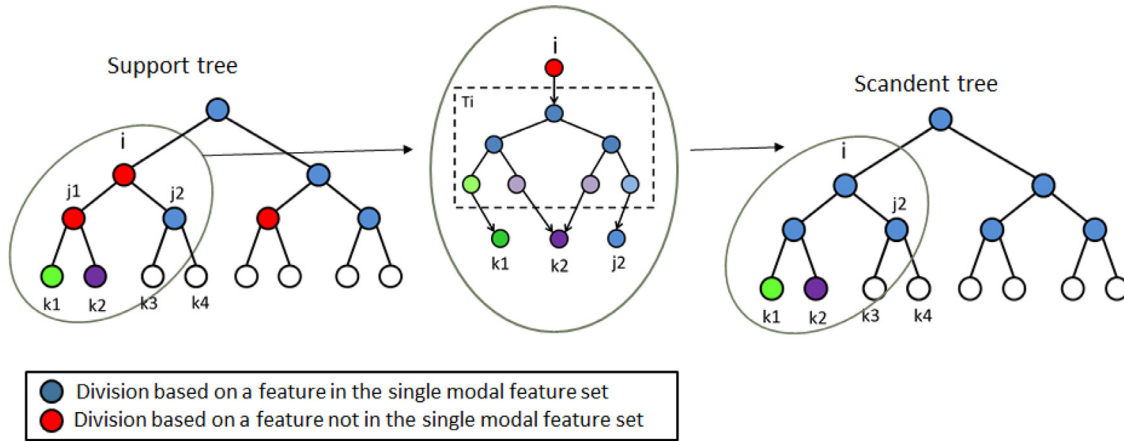 Support tree
i
j1 j2
k1 k2 k3 k4
i
Ti
k1 k2 j2
Scandent tree
i
j2
k1 k2 k3 k4
Division based on a feature in the single modal feature set
Division based on a feature not in the single modal feature set